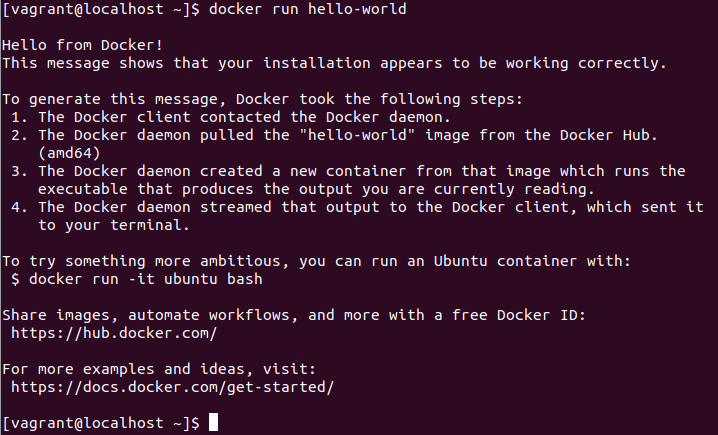 [vagrant@localhost ~]$ docker run hello-world
Hello from Docker!
This message shows that your installation appears to be working correctly.
To generate this message, Docker took the following steps:
1. The Docker client contacted the Docker daemon.
2. The Docker daemon pulled the "hello-world" image from the Docker Hub.
(amd64)
3. The Docker daemon created a new container from that image which runs the
executable that produces the output you are currently reading.
4. The Docker daemon streamed that output to the Docker client, which sent it
to your terminal.
To try something more ambitious, you can run an Ubuntu container with:
$ docker run -it ubuntu bash
Share images, automate workflows, and more with a free Docker ID:
https://hub.docker.com/
For more examples and ideas, visit:
https://docs.docker.com/get-started/
[vagrant@localhost ~]$